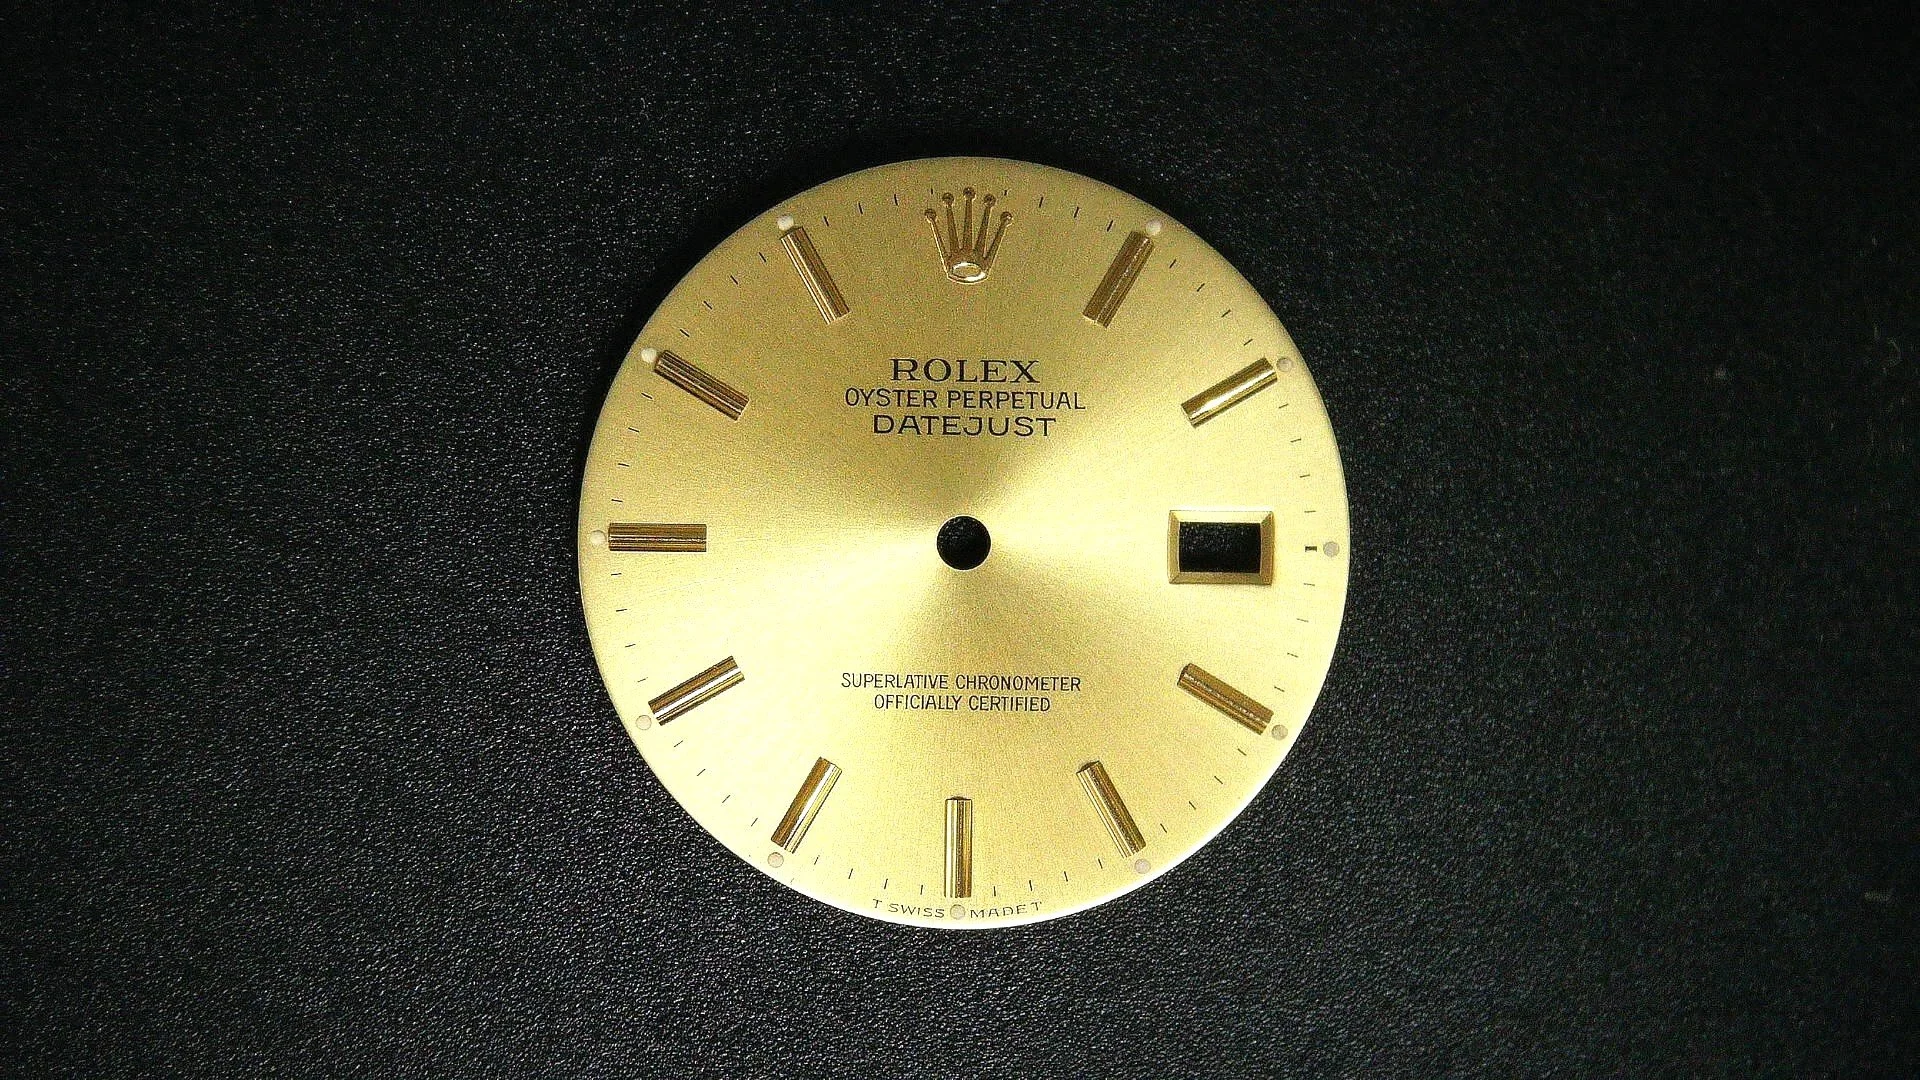 ROLEX
OYSTER PERPETUAL
DATEJUST
SUPERLATIVE CHRONOMETER
OFFICIALLY CERTIFIED
T SWISS MADE T